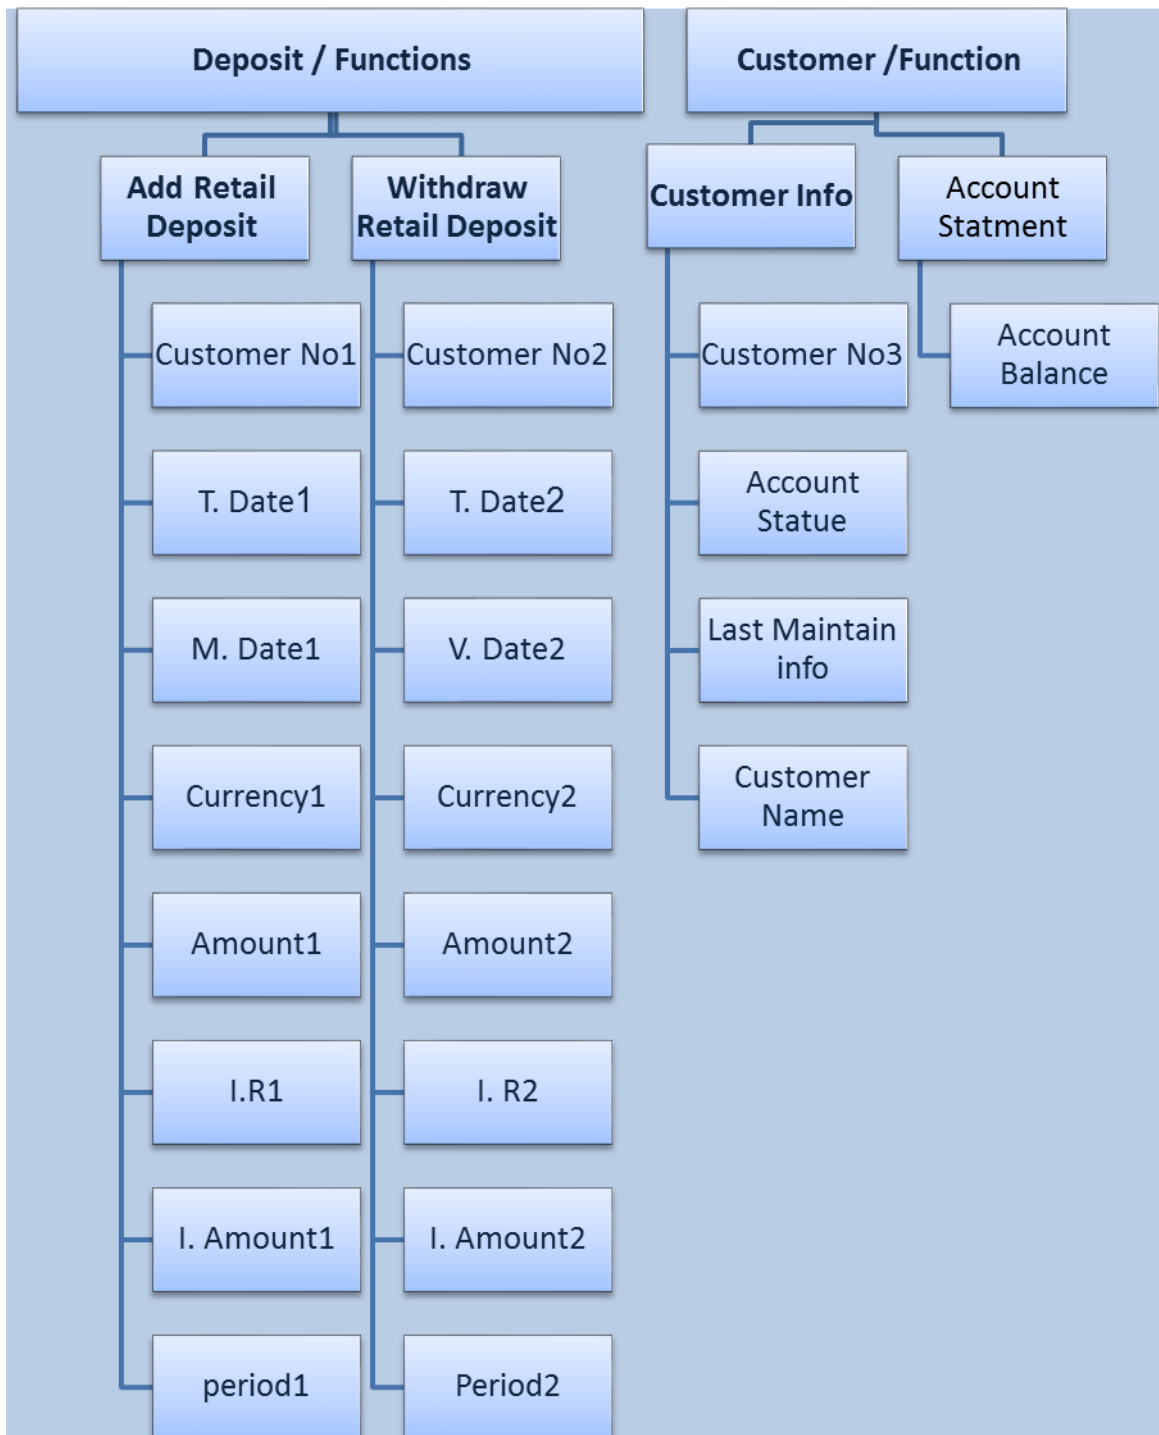 Deposit / Functions
Add Retail
Deposit
Customer No1
T. Date1
M. Date1
Currency1
Amount1
I.R1
I. Amount1
period1
Withdraw
Retail Deposit
Customer No2
T. Date2
V. Date2
Currency2
Amount2
I. R2
I. Amount2
Period2
Customer /Function
Customer Info
Customer No3
Account
Statue
Last Maintain
info
Customer
Name
Account
Statment
Account
Balance